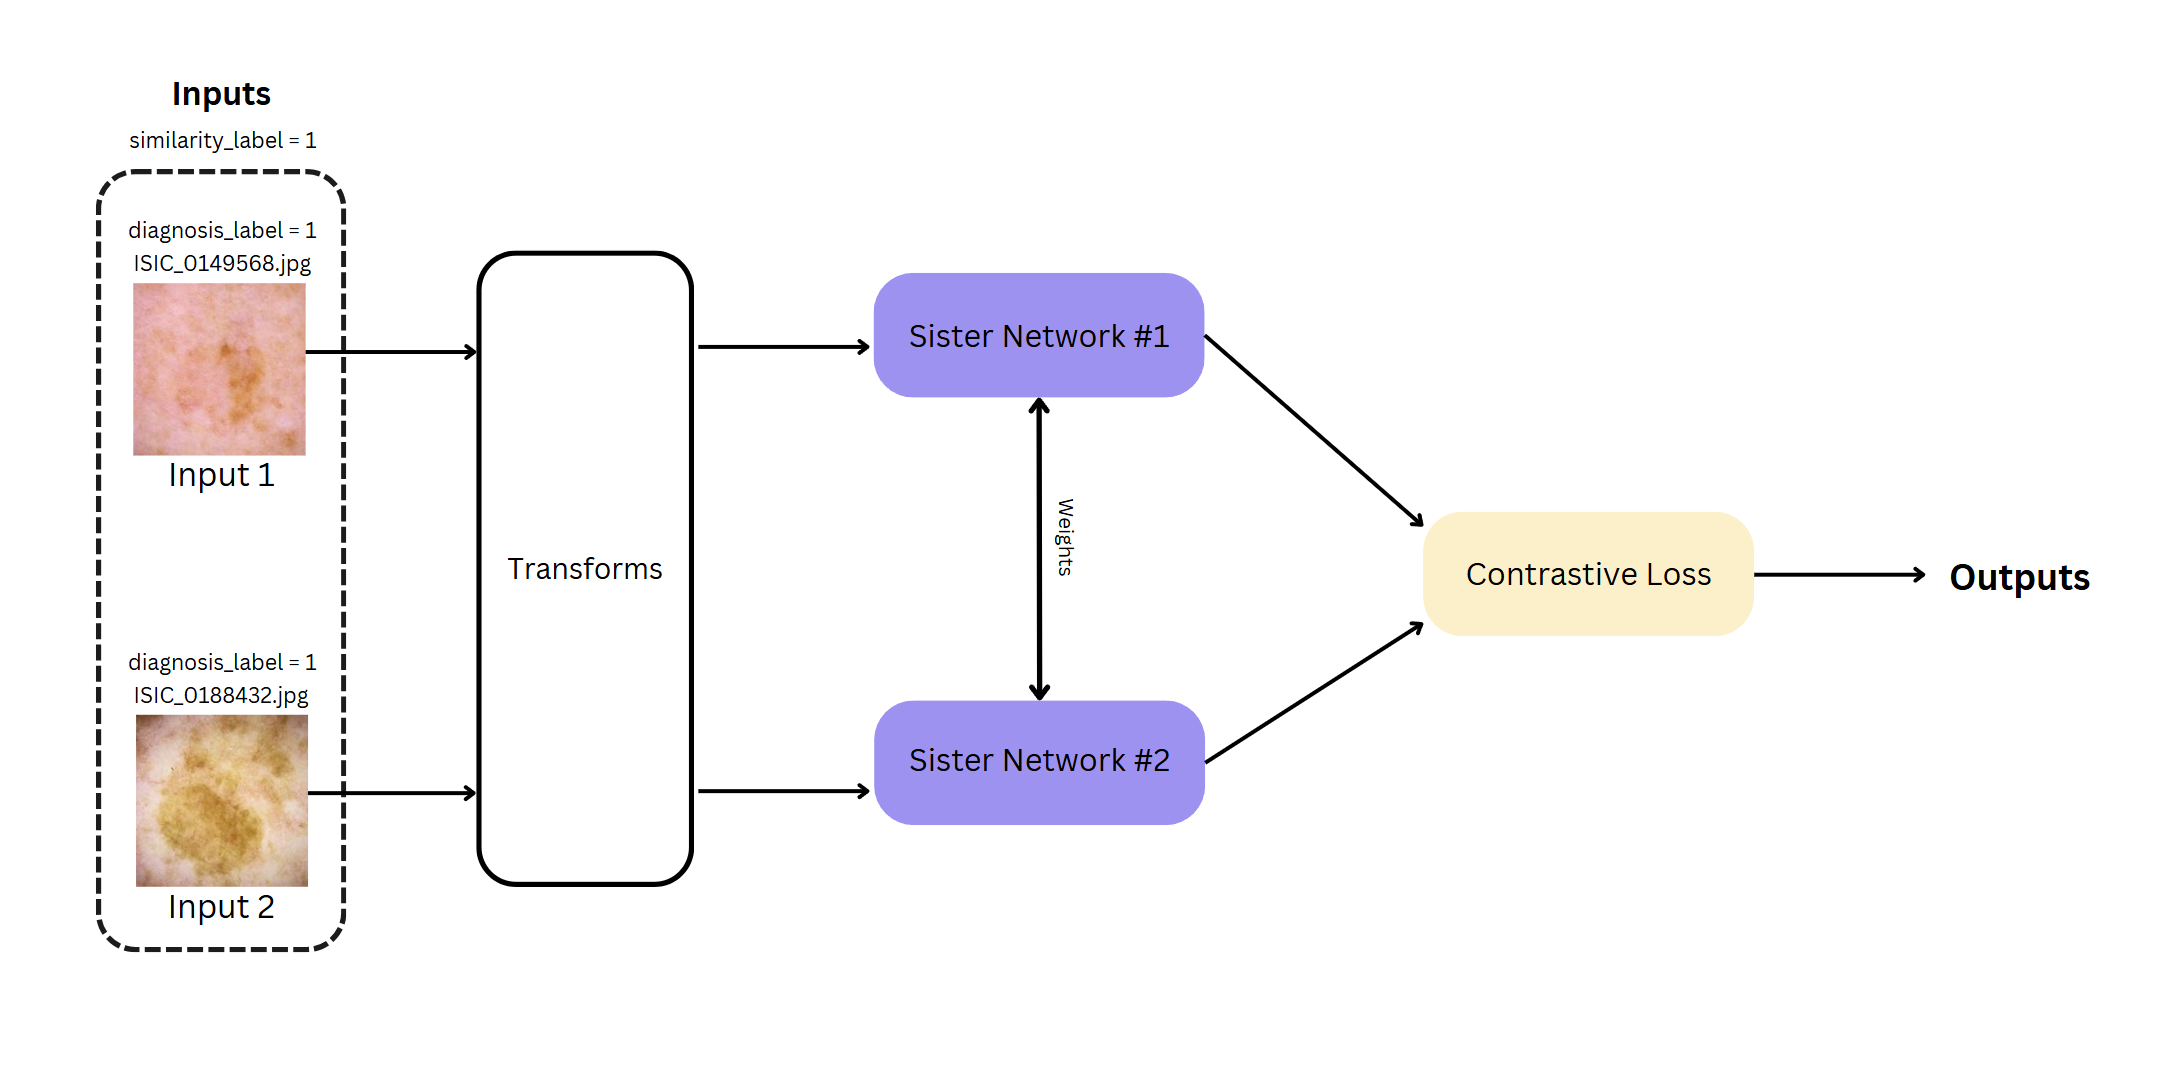 Inputs
similarity_label = 1
diagnosis_label = 1
ISIC_0149568.jpg
Input 1
diagnosis_label = 1
ISIC_0188432.jpg
Input 2
Transforms
Sister Network #1
Weights
Sister Network #2
Contrastive Loss
Outputs